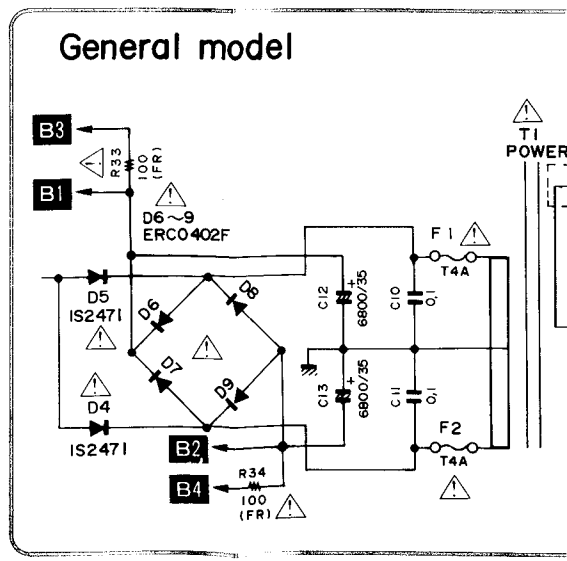 General model
B3
R33
100
(FR)
B1
T1
POWER
D6～9
ERC0402F
F1
T4A
D5
1S2471
D6
D8
C12
+
6800/35
C10
0,1
D7
D9
C13
+
6800/35
C11
0,1
D4
1S2471
B2
F2
T4A
B4
R34
100
(FR)